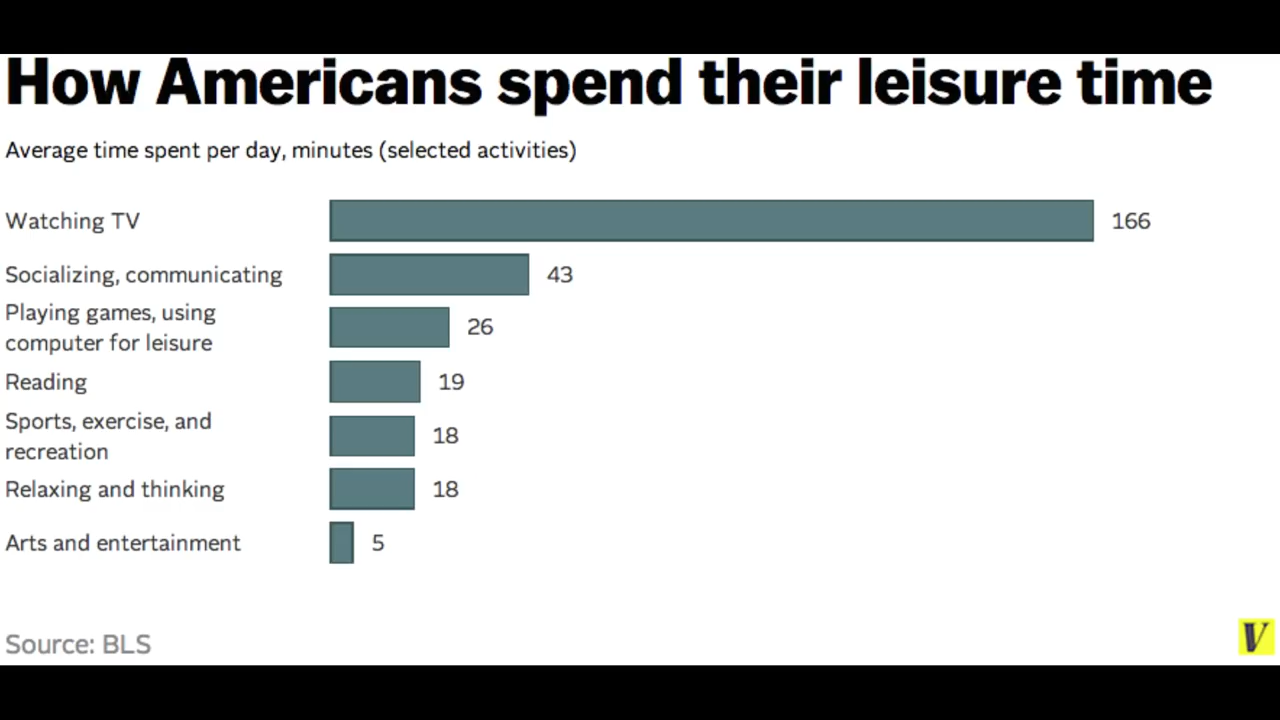 How Americans spend their leisure time
Average time spent per day, minutes (selected activities)
Watching TV 166
Socializing, communicating 43
Playing games, using
computer for leisure 26
Reading 19
Sports, exercise, and
recreation 18
Relaxing and thinking 18
Arts and entertainment 5
Source: BLS
V